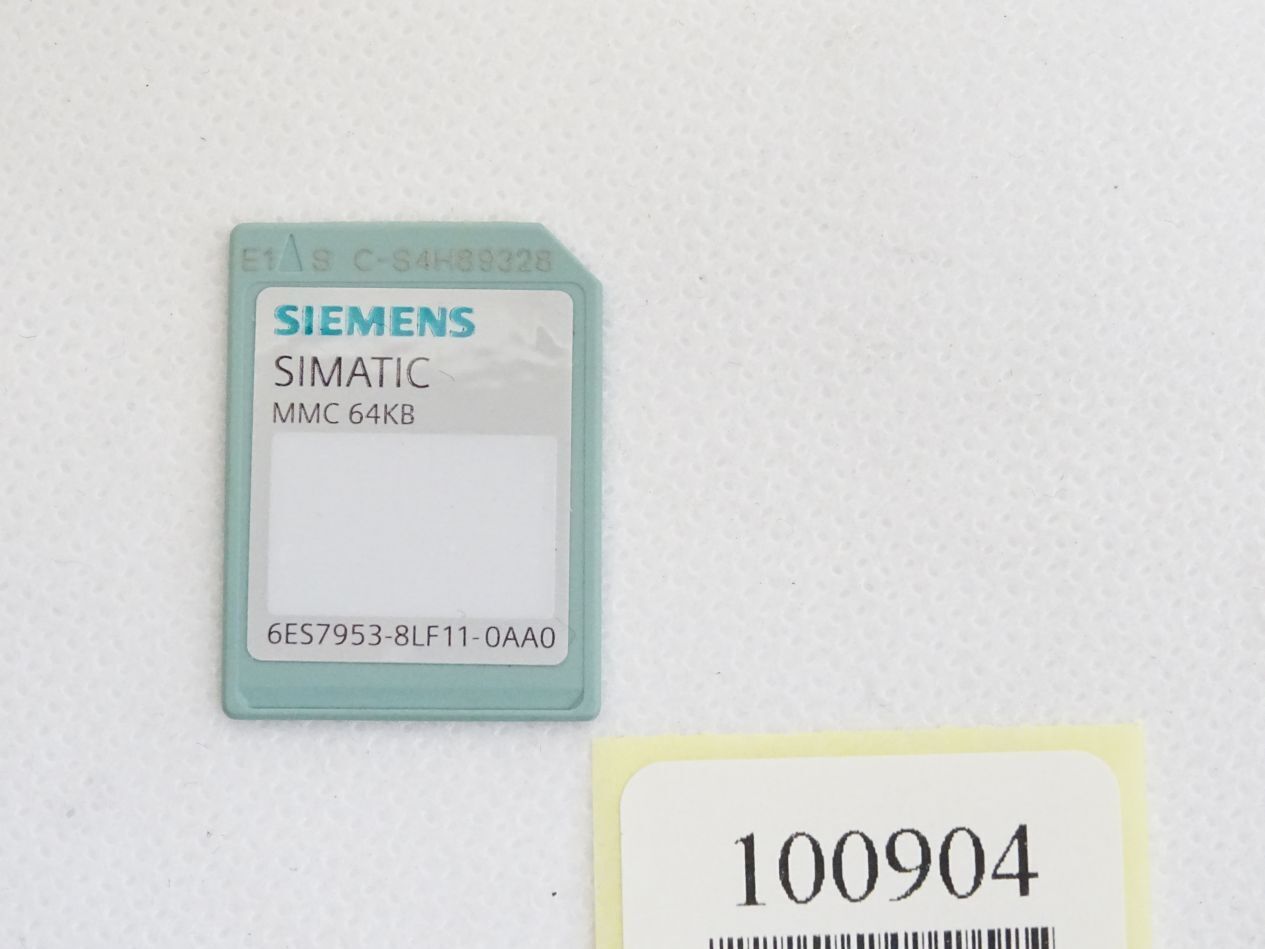 E1 S C-S4H89328
SIEMENS
SIMATIC
MMC 64KB
6ES7953-8LF11-0AA0
100904